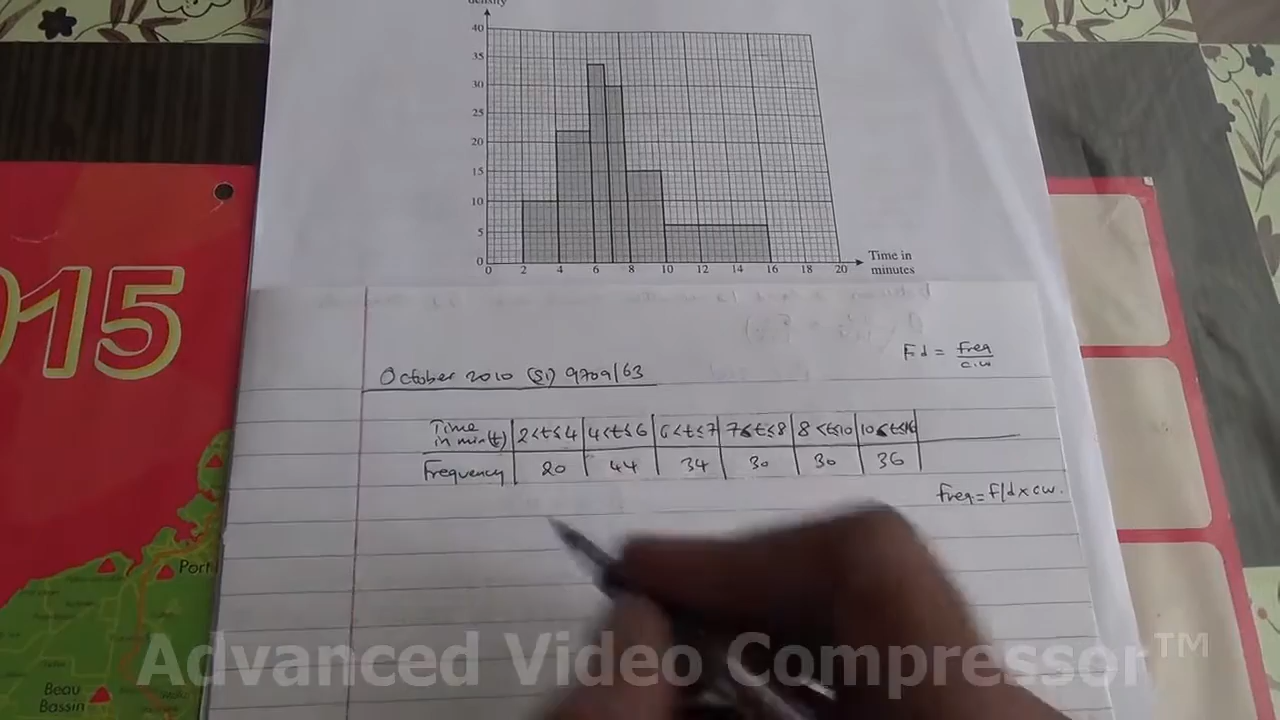 density
40
35
30
25
20
15
10
5
0
0 2 4 6 8 10 12 14 16 18 20
Time in
minutes
015
Port
Beau
Bassin
Fd = Freq
c.w
October 2010 (S1) 9709/63
Time in min(t) 2<t≤4 4<t≤6 6<t≤7 7<t≤8 8<t≤10 10<t≤16
Frequency 20 44 34 30 30 36
Freq = F/d x cw.
Advanced Video Compressor™